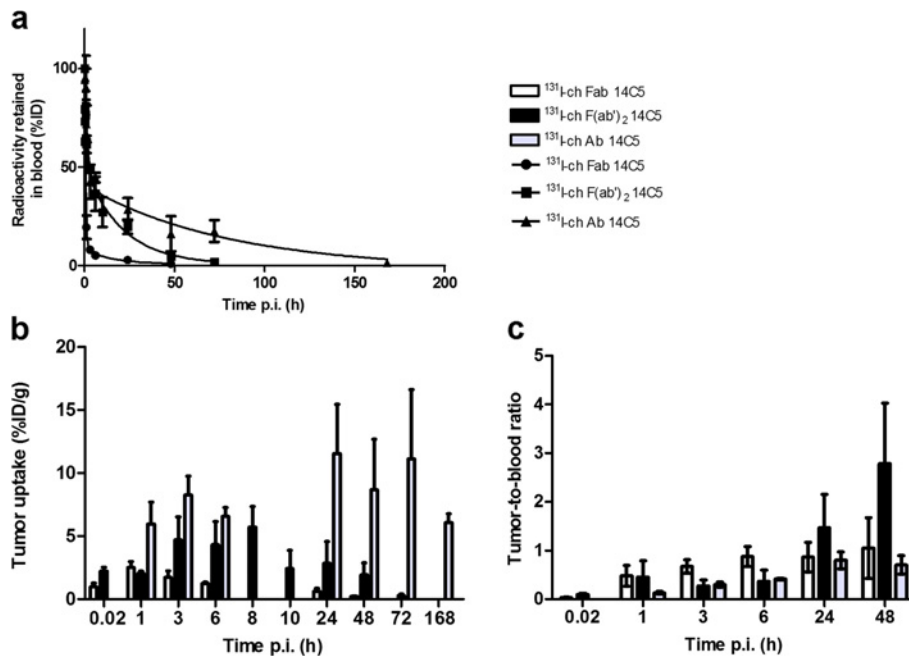 a
Radioactivity retained
in blood (%ID)
100
50
0
0 50 100 150 200
Time p.i. (h)
¹³¹I-ch Fab 14C5
¹³¹I-ch F(ab')₂ 14C5
¹³¹I-ch Ab 14C5
¹³¹I-ch Fab 14C5
¹³¹I-ch F(ab')₂ 14C5
¹³¹I-ch Ab 14C5
b
Tumor uptake (%ID/g)
20
15
10
5
0
0.02 1 3 6 8 10 24 48 72 168
Time p.i. (h)
c
Tumor-to-blood ratio
5
4
3
2
1
0
0.02 1 3 6 24 48
Time p.i. (h)